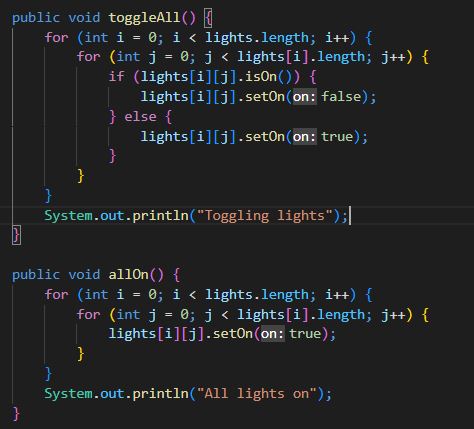 public void toggleAll() {
    for (int i = 0; i < lights.length; i++) {
        for (int j = 0; j < lights[i].length; j++) {
            if (lights[i][j].isOn()) {
                lights[i][j].setOn(on:false);
            } else {
                lights[i][j].setOn(on:true);
            }
        }
    }
    System.out.println("Toggling lights");
}
public void allOn() {
    for (int i = 0; i < lights.length; i++) {
        for (int j = 0; j < lights[i].length; j++) {
            lights[i][j].setOn(on:true);
        }
    }
    System.out.println("All lights on");
}